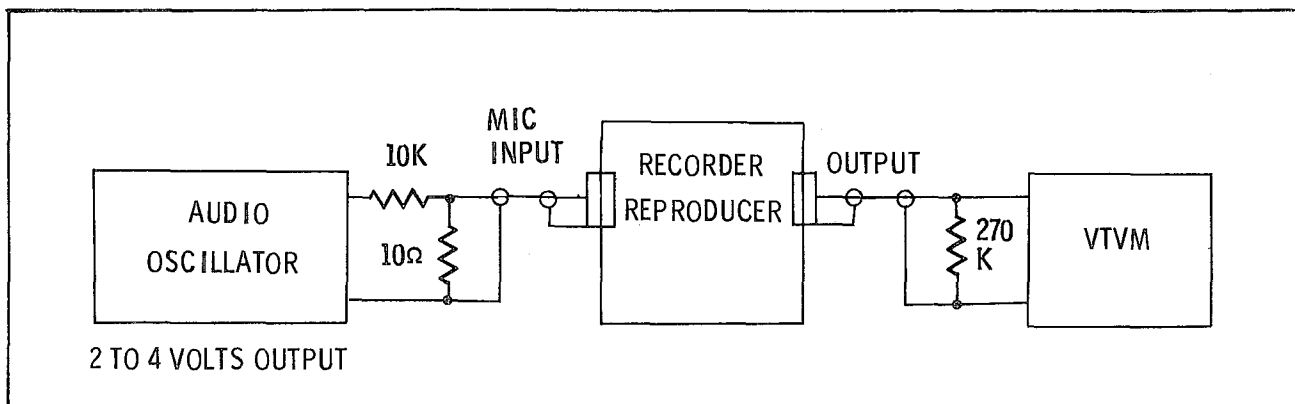 AUDIO
OSCILLATOR
2 TO 4 VOLTS OUTPUT
10K
10Ω
MIC
INPUT
RECORDER
REPRODUCER
OUTPUT
270
K
VTVM